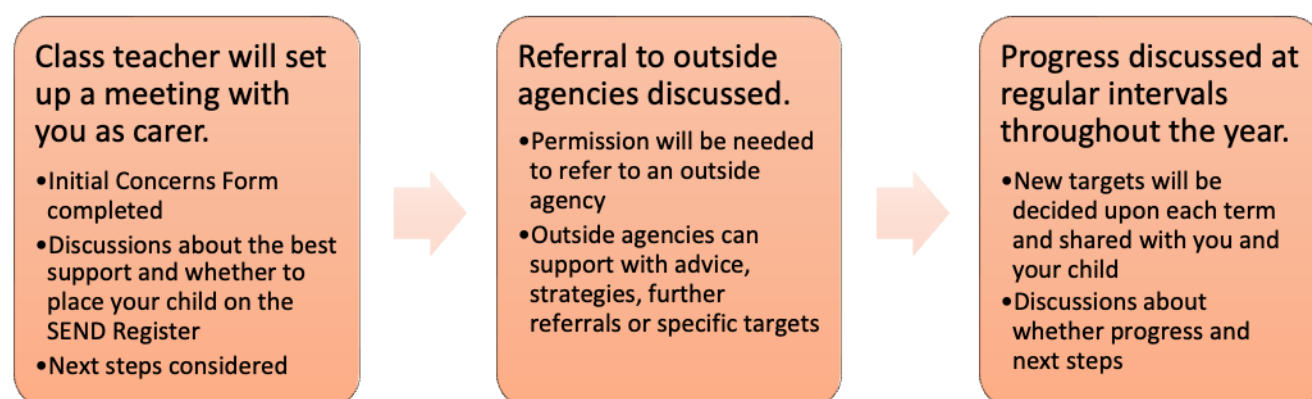 Class teacher will set
up a meeting with
you as carer.
•Initial Concerns Form
completed
•Discussions about the best
support and whether to
place your child on the
SEND Register
•Next steps considered
Referral to outside
agencies discussed.
•Permission will be needed
to refer to an outside
agency
•Outside agencies can
support with advice,
strategies, further
referrals or specific targets
Progress discussed at
regular intervals
throughout the year.
•New targets will be
decided upon each term
and shared with you and
your child
•Discussions about
whether progress and
next steps